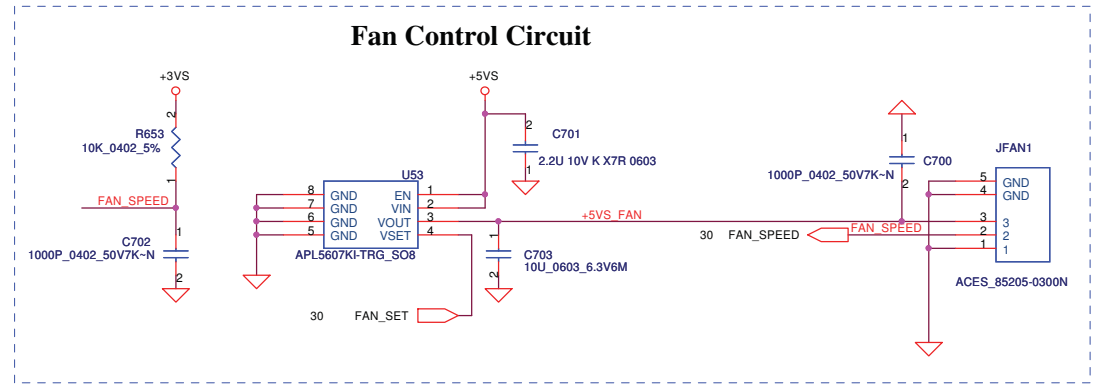 Fan Control Circuit
+3VS
2
R653
10K_0402_5%
1
FAN_SPEED
C702
1
1000P_0402_50V7K~N
2
+5VS
2
C701
2.2U 10V K X7R 0603
1
U53
8 GND EN 1
7 GND VIN 2
6 GND VOUT 3
5 GND VSET 4
APL5607KI-TRG_SO8
+5VS_FAN
1
C703
10U_0603_6.3V6M
2
30 FAN_SET
1
C700
1000P_0402_50V7K~N
2
30 FAN_SPEED
FAN_SPEED
JFAN1
5 GND
4 GND
3 3
2 2
1 1
ACES_85205-0300N